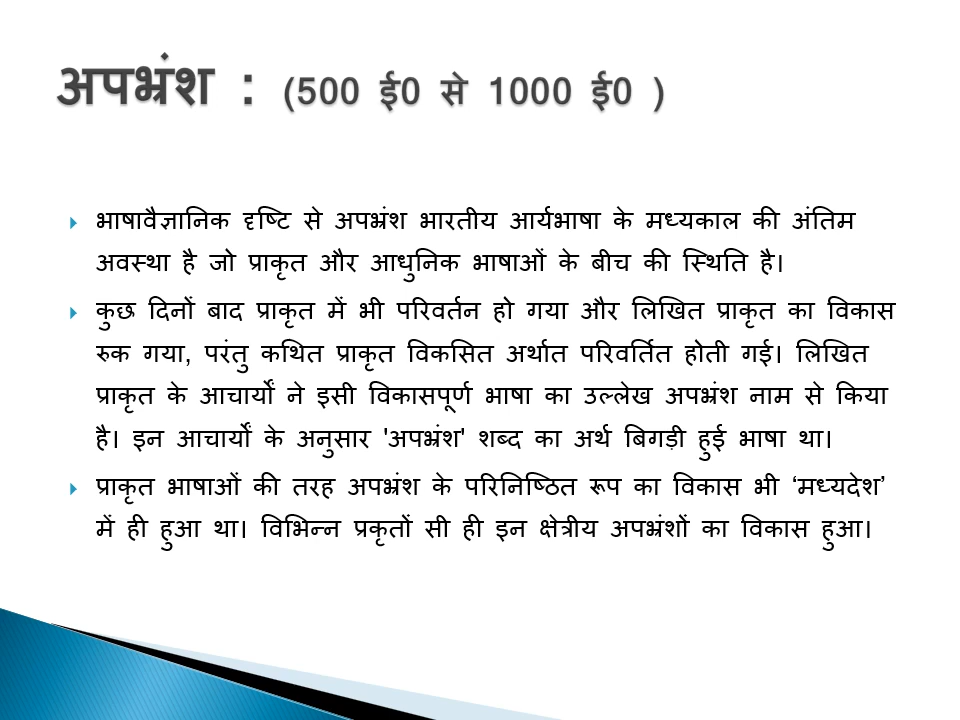 अपभ्रंश : (500 ई0 से 1000 ई0 )
भाषावैज्ञानिक दृष्टि से अपभ्रंश भारतीय आर्यभाषा के मध्यकाल की अंतिम
अवस्था है जो प्राकृत और आधुनिक भाषाओं के बीच की स्थिति है।
कुछ दिनों बाद प्राकृत में भी परिवर्तन हो गया और लिखित प्राकृत का विकास
रुक गया, परंतु कथित प्राकृत विकसित अर्थात परिवर्तित होती गई। लिखित
प्राकृत के आचार्यों ने इसी विकासपूर्ण भाषा का उल्लेख अपभ्रंश नाम से किया
है। इन आचार्यों के अनुसार 'अपभ्रंश' शब्द का अर्थ बिगड़ी हुई भाषा था।
प्राकृत भाषाओं की तरह अपभ्रंश के परिनिष्ठित रूप का विकास भी ‘मध्यदेश’
में ही हुआ था। विभिन्न प्रकृतों सी ही इन क्षेत्रीय अपभ्रंशों का विकास हुआ।